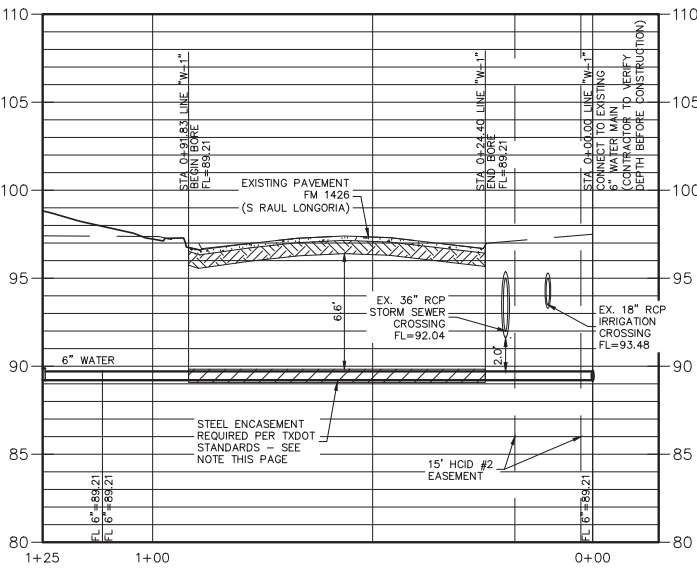 110
110
105
105
100
100
95
95
90
90
85
85
80
80
STA 0+91.83 LINE "W-1"
BEGIN BORE
FL=89.21
STA 0+24.40 LINE "W-1"
END BORE
FL=89.21
STA 0+00.00 LINE "W-1"
CONNECT TO EXISTING
6" WATER MAIN
(CONTRACTOR TO VERIFY
DEPTH BEFORE CONSTRUCTION)
EXISTING PAVEMENT
FM 1426
(S RAUL LONGORIA)
6.6'
EX. 36" RCP
STORM SEWER
CROSSING
FL=92.04
2.0'
EX. 18" RCP
IRRIGATION
CROSSING
FL=93.48
6" WATER
STEEL ENCASEMENT
REQUIRED PER TXDOT
STANDARDS – SEE
NOTE THIS PAGE
15' HCID #2
EASEMENT
FL 6"=89.21
FL 6"=89.21
FL 6"=89.21
1+25
1+00
0+00